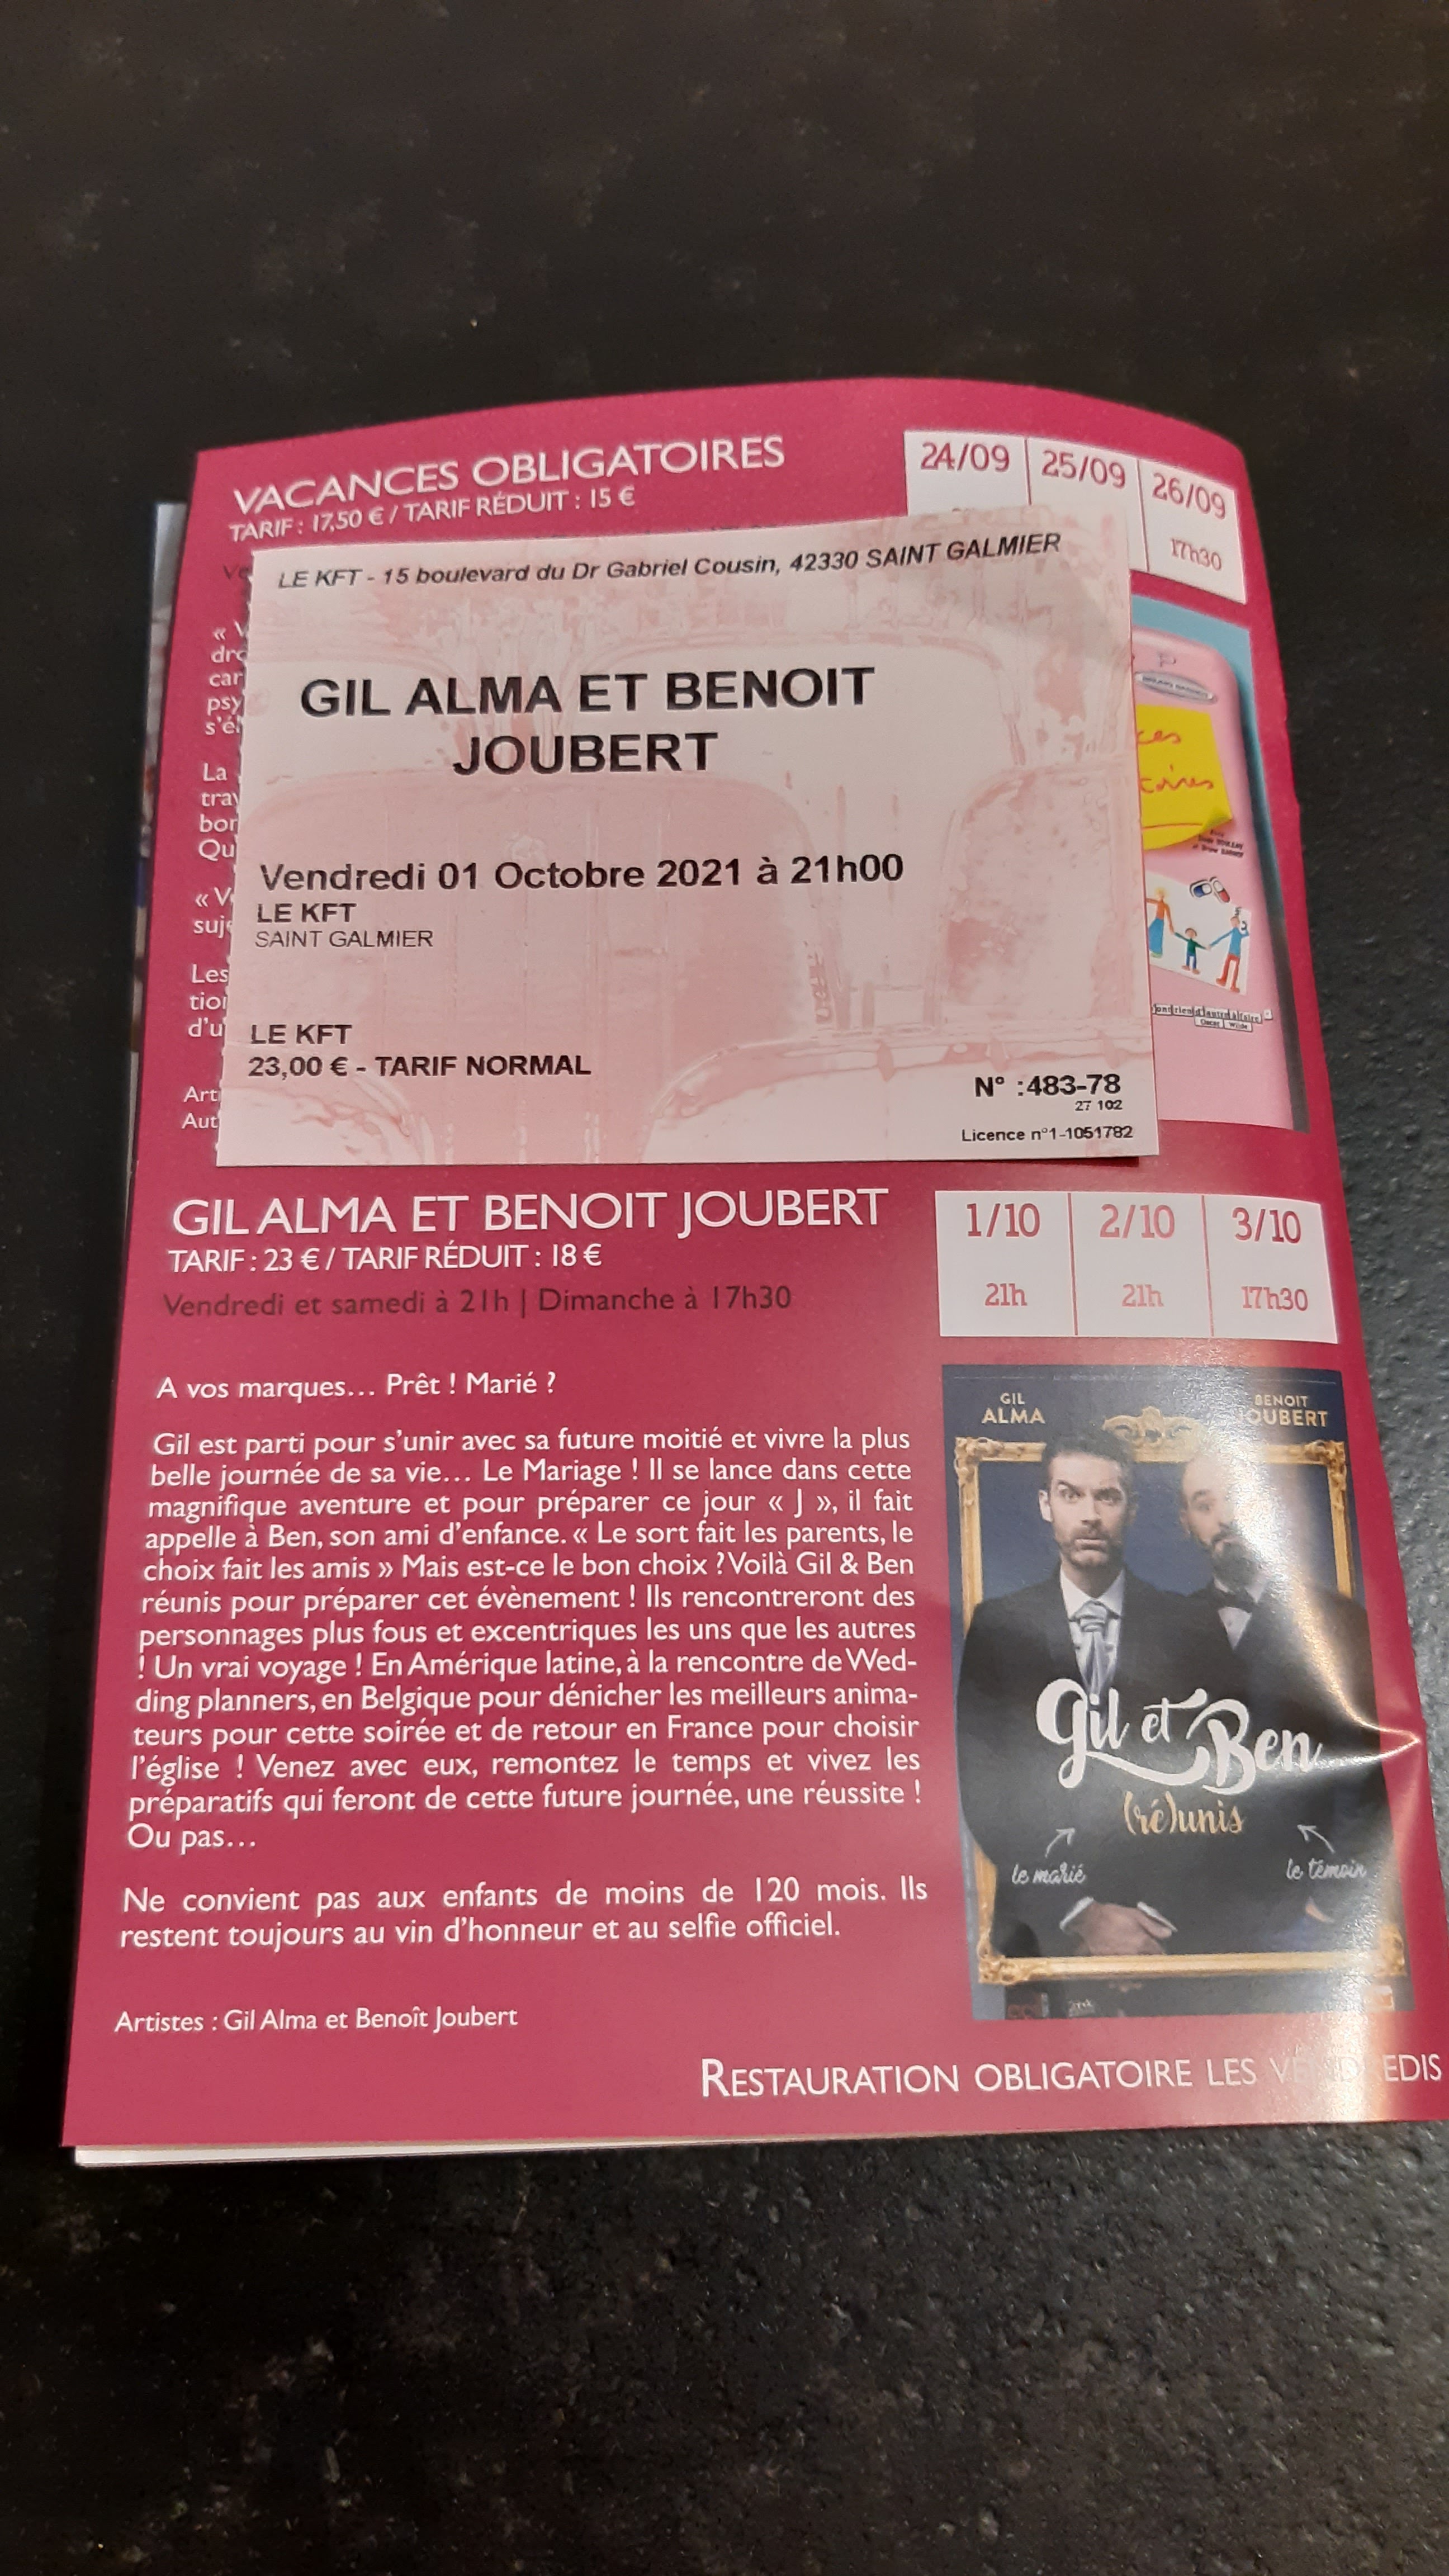 VACANCES OBLIGATOIRES
TARIF : 17,50 € / TARIF RÉDUIT : 15 €
24/09 25/09 26/09
17h30
LE KFT - 15 boulevard du Dr Gabriel Cousin, 42330 SAINT GALMIER
GIL ALMA ET BENOIT
JOUBERT
Vendredi 01 Octobre 2021 à 21h00
LE KFT
SAINT GALMIER
LE KFT
23,00 € - TARIF NORMAL
N° :483-78
27 102
Licence n°1-1051782
GIL ALMA ET BENOIT JOUBERT
TARIF : 23 € / TARIF RÉDUIT : 18 €
Vendredi et samedi à 21h | Dimanche à 17h30
1/10 2/10 3/10
21h 21h 17h30
A vos marques... Prêt ! Marié ?
Gil est parti pour s'unir avec sa future moitié et vivre la plus
belle journée de sa vie... Le Mariage ! Il se lance dans cette
magnifique aventure et pour préparer ce jour « J », il fait
appelle à Ben, son ami d'enfance. « Le sort fait les parents, le
choix fait les amis » Mais est-ce le bon choix ? Voilà Gil & Ben
réunis pour préparer cet évènement ! Ils rencontreront des
personnages plus fous et excentriques les uns que les autres
! Un vrai voyage ! En Amérique latine, à la rencontre de Wed-
ding planners, en Belgique pour dénicher les meilleurs anima-
teurs pour cette soirée et de retour en France pour choisir
l'église ! Venez avec eux, remontez le temps et vivez les
préparatifs qui feront de cette future journée, une réussite !
Ou pas...
Ne convient pas aux enfants de moins de 120 mois. Ils
restent toujours au vin d'honneur et au selfie officiel.
Artistes : Gil Alma et Benoît Joubert
GIL
ALMA
BENOIT
JOUBERT
Gil et Ben
(ré)unis
le marié
le témoin
RESTAURATION OBLIGATOIRE LES VENDREDIS